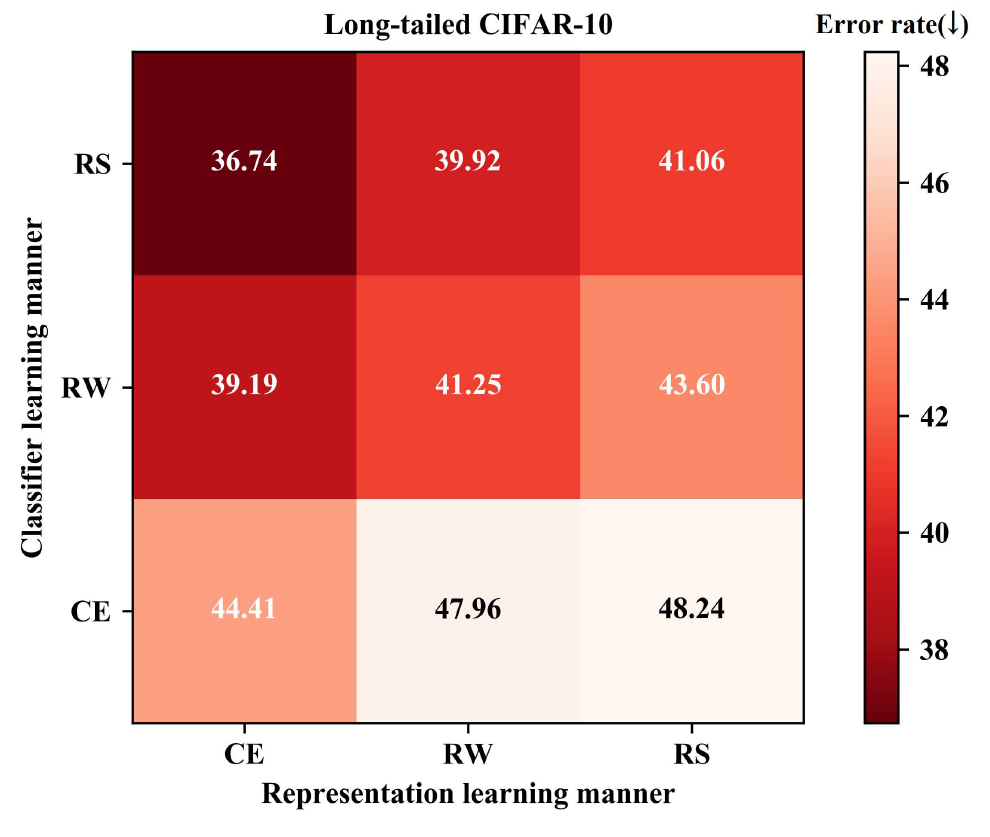 Long-tailed CIFAR-10
Error rate(↓)
Classifier learning manner
RS
36.74
39.92
41.06
RW
39.19
41.25
43.60
CE
44.41
47.96
48.24
CE
RW
RS
Representation learning manner
48
46
44
42
40
38